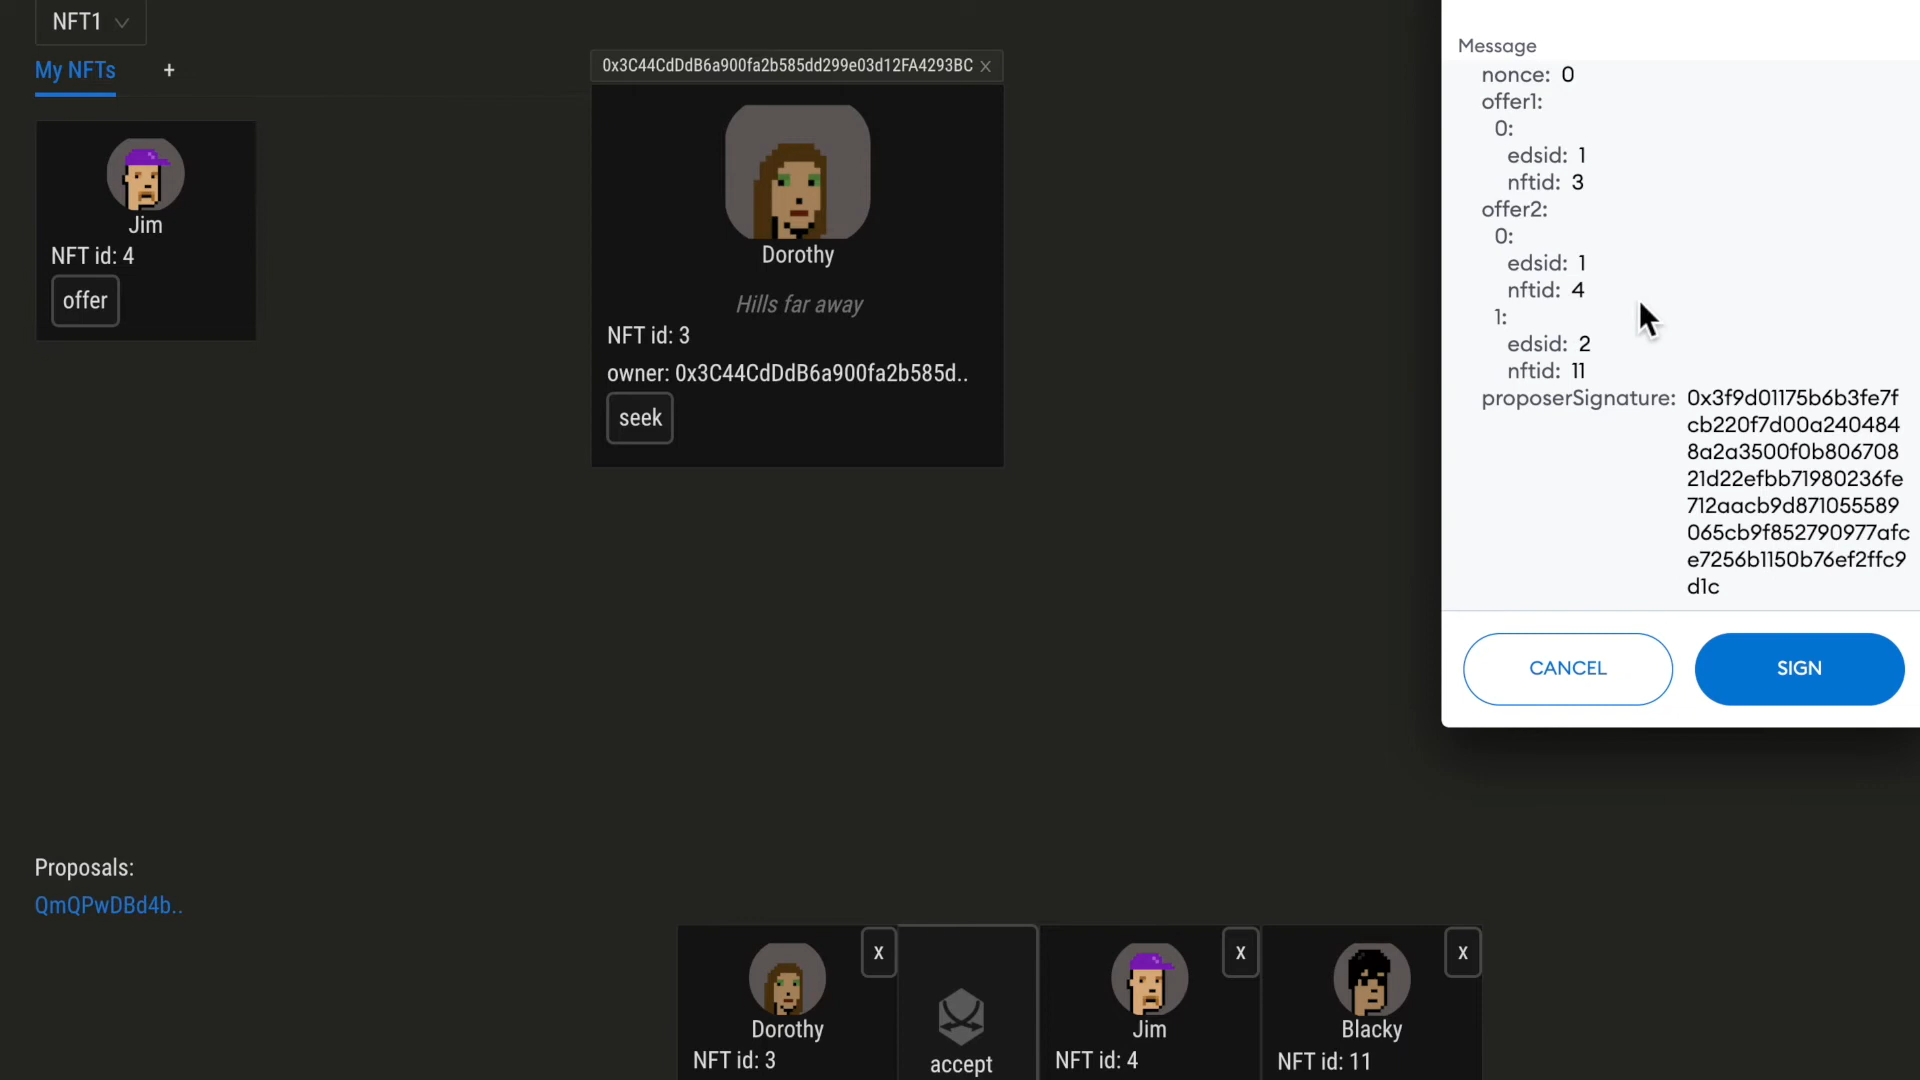 NFT1
My NFTs +
Jim
NFT id: 4
offer
0x3C44CdDdB6a900fa2b585dd299e03d12FA4293BC
Dorothy
Hills far away
NFT id: 3
owner: 0x3C44CdDdB6a900fa2b585d..
seek
Message
nonce: 0
offer1:
0:
edsid: 1
nftid: 3
offer2:
0:
edsid: 1
nftid: 4
1:
edsid: 2
nftid: 11
proposerSignature: 0x3f9d01175b6b3fe7f
cb220f7d00a240484
8a2a3500f0b806708
21d22efbb71980236fe
712aacb9d871055589
065cb9f852790977afc
e7256b1150b76ef2ffc9
d1c
CANCEL
SIGN
Proposals:
QmQPwDBd4b..
X
Dorothy
NFT id: 3
accept
X
Jim
NFT id: 4
X
Blacky
NFT id: 11